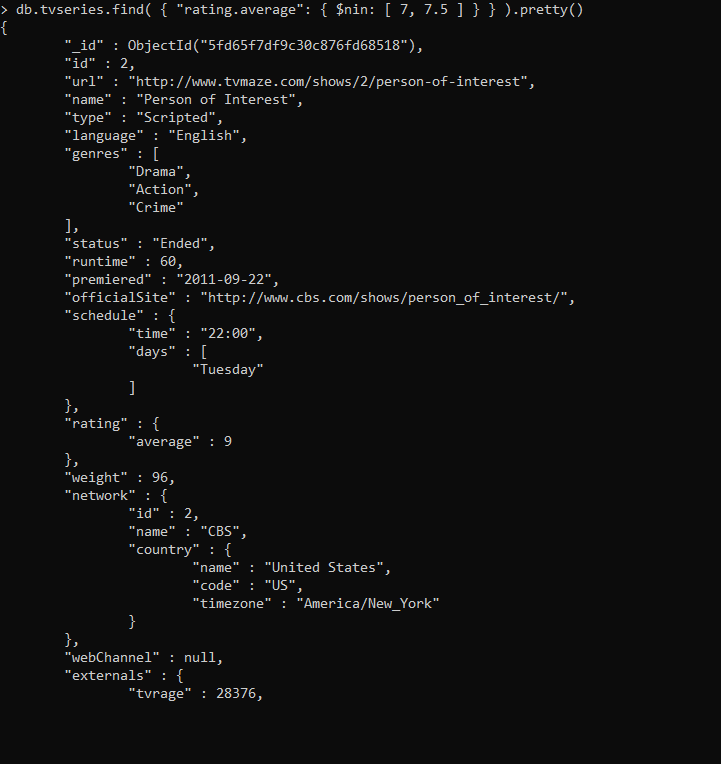 > db.tvseries.find( { "rating.average": { $nin: [ 7, 7.5 ] } } ).pretty()
{
        "_id" : ObjectId("5fd65f7df9c30c876fd68518"),
        "id" : 2,
        "url" : "http://www.tvmaze.com/shows/2/person-of-interest",
        "name" : "Person of Interest",
        "type" : "Scripted",
        "language" : "English",
        "genres" : [
                "Drama",
                "Action",
                "Crime"
        ],
        "status" : "Ended",
        "runtime" : 60,
        "premiered" : "2011-09-22",
        "officialSite" : "http://www.cbs.com/shows/person_of_interest/",
        "schedule" : {
                "time" : "22:00",
                "days" : [
                        "Tuesday"
                ]
        },
        "rating" : {
                "average" : 9
        },
        "weight" : 96,
        "network" : {
                "id" : 2,
                "name" : "CBS",
                "country" : {
                        "name" : "United States",
                        "code" : "US",
                        "timezone" : "America/New_York"
                }
        },
        "webChannel" : null,
        "externals" : {
                "tvrage" : 28376,